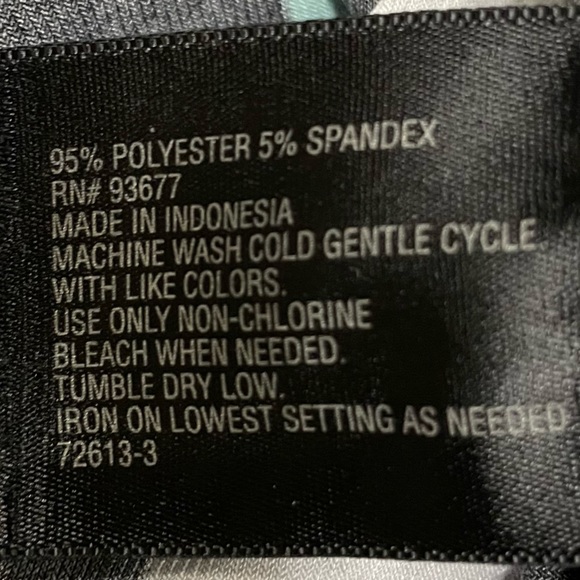 95% POLYESTER 5% SPANDEX
RN# 93677
MADE IN INDONESIA
MACHINE WASH COLD GENTLE CYCLE
WITH LIKE COLORS.
USE ONLY NON-CHLORINE
BLEACH WHEN NEEDED.
TUMBLE DRY LOW.
IRON ON LOWEST SETTING AS NEEDED
72613-3